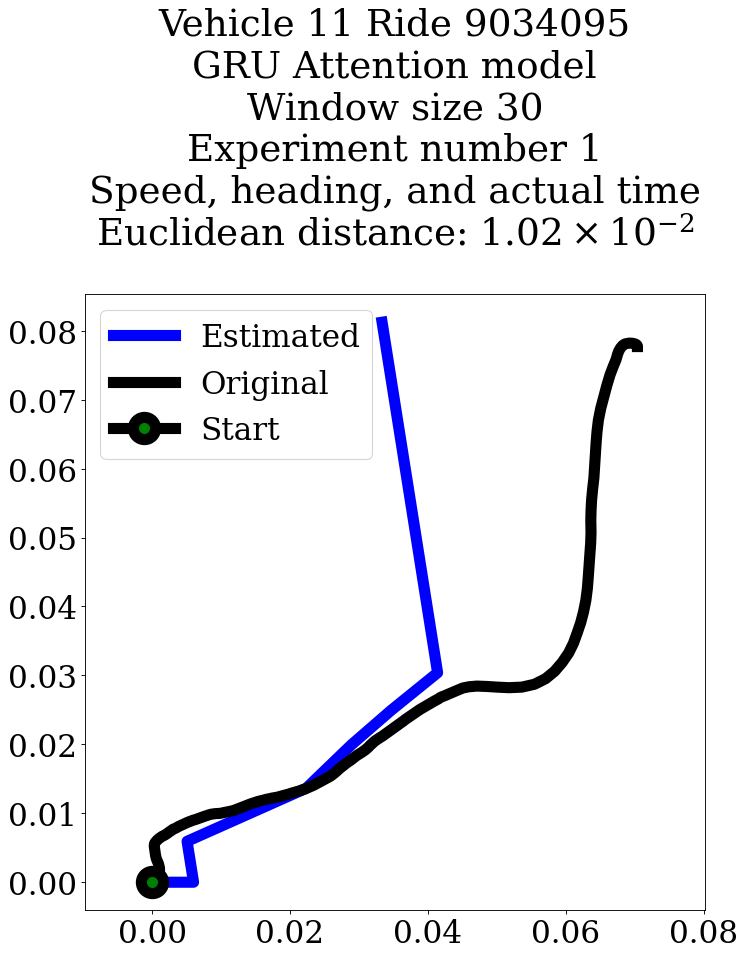 Vehicle 11 Ride 9034095
GRU Attention model
Window size 30
Experiment number 1
Speed, heading, and actual time
Euclidean distance: 1.02 × 10⁻²
Estimated
Original
Start
0.08
0.07
0.06
0.05
0.04
0.03
0.02
0.01
0.00
0.00 0.02 0.04 0.06 0.08